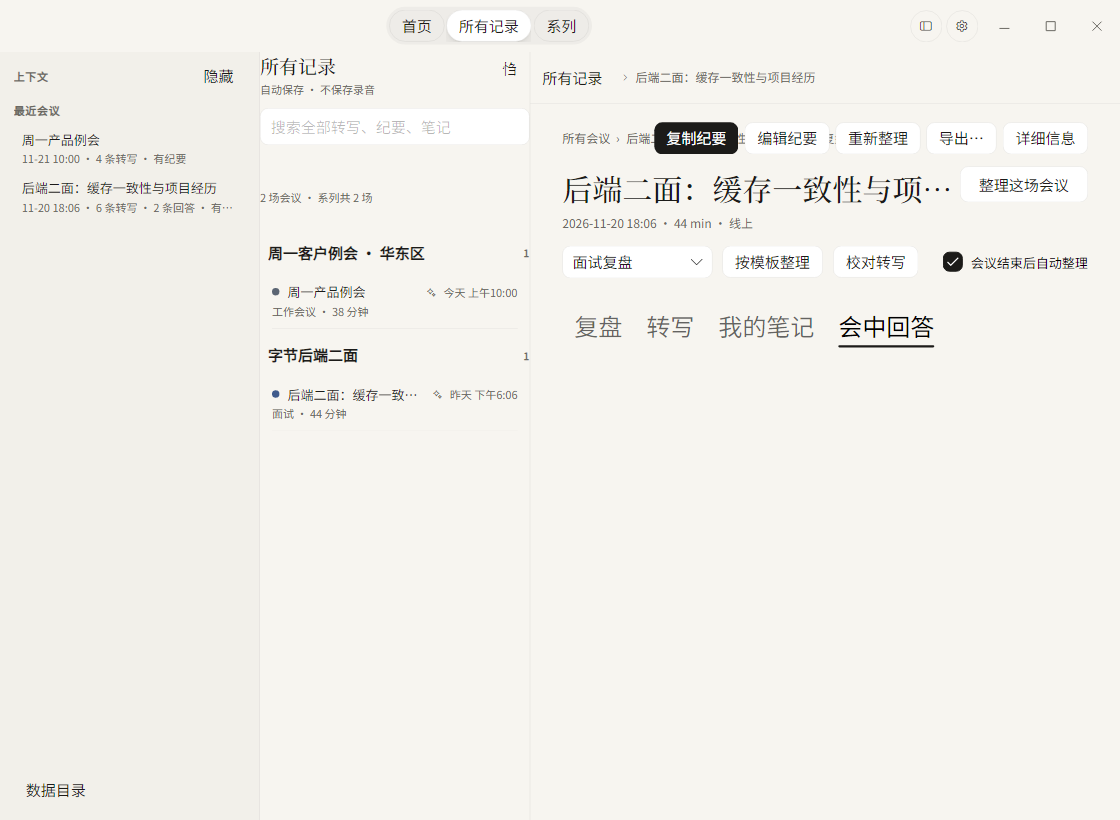 首页 所有记录 系列
上下文 隐藏
最近会议
周一产品例会
11-21 10:00 · 4 条转写 · 有纪要
后端二面：缓存一致性与项目经历
11-20 18:06 · 6 条转写 · 2 条回答 · 有…
数据目录
所有记录
自动保存 · 不保存录音
搜索全部转写、纪要、笔记
2 场会议 · 系列共 2 场
周一客户例会 · 华东区 1
周一产品例会 今天 上午10:00
工作会议 · 38 分钟
字节后端二面 1
后端二面：缓存一致… 昨天 下午6:06
面试 · 44 分钟
所有记录 › 后端二面：缓存一致性与项目经历
所有会议 › 后端
复制纪要 编辑纪要 重新整理 导出… 详细信息
后端二面：缓存一致性与项… 整理这场会议
2026-11-20 18:06 · 44 min · 线上
面试复盘 按模板整理 校对转写 会议结束后自动整理
复盘 转写 我的笔记 会中回答